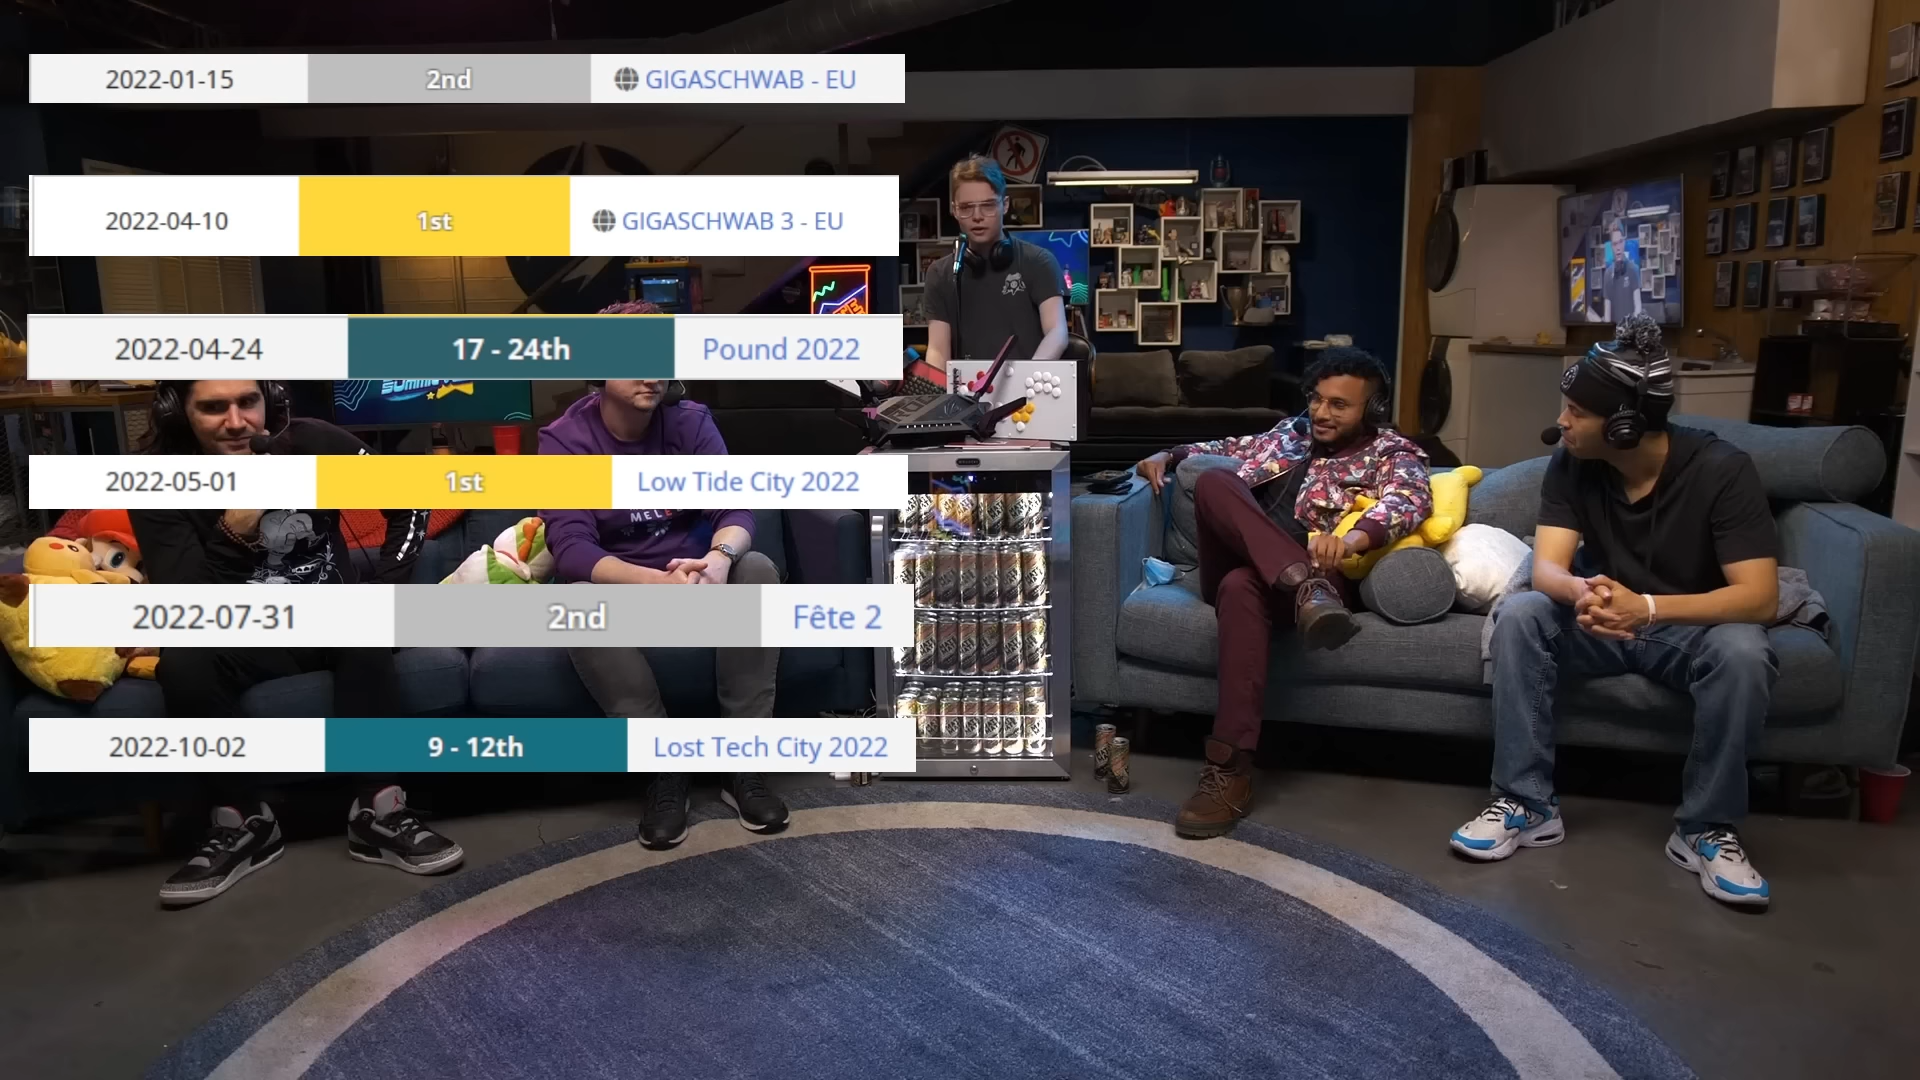 2022-01-15 2nd GIGASCHWAB - EU
2022-04-10 1st GIGASCHWAB 3 - EU
2022-04-24 17 - 24th Pound 2022
SUMMIT
2022-05-01 1st Low Tide City 2022
MELEE
2022-07-31 2nd Fête 2
2022-10-02 9 - 12th Lost Tech City 2022